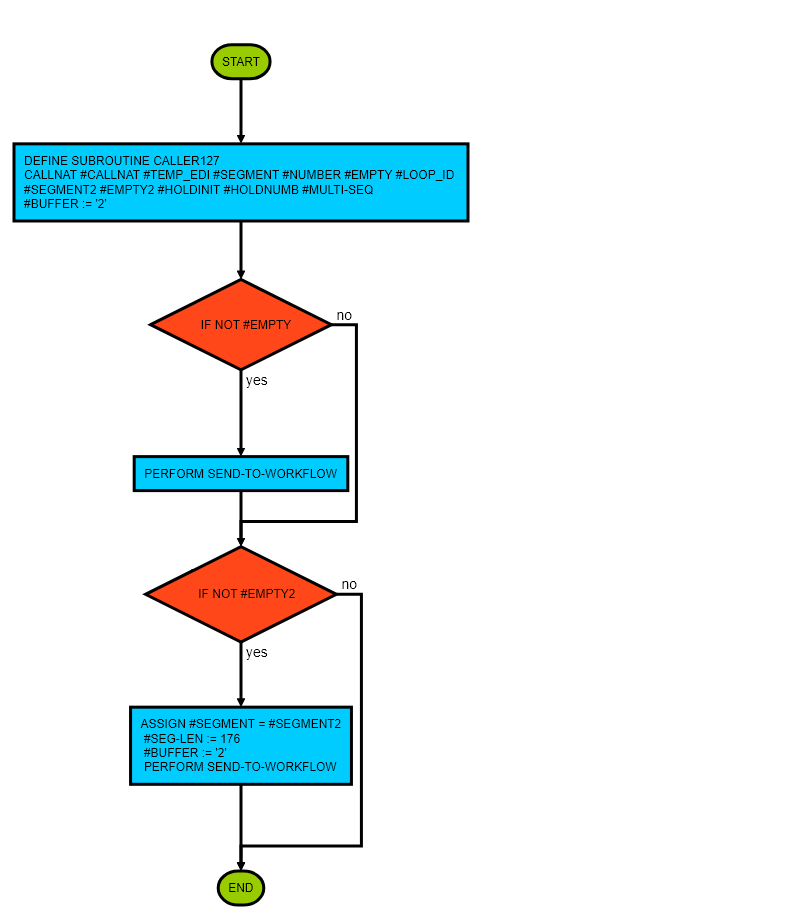 START
DEFINE SUBROUTINE CALLER127
CALLNAT #CALLNAT #TEMP_EDI #SEGMENT #NUMBER #EMPTY #LOOP_ID
#SEGMENT2 #EMPTY2 #HOLDINIT #HOLDNUMB #MULTI-SEQ
#BUFFER := '2'
IF NOT #EMPTY
no
yes
PERFORM SEND-TO-WORKFLOW
IF NOT #EMPTY2
no
yes
ASSIGN #SEGMENT = #SEGMENT2
#SEG-LEN := 176
#BUFFER := '2'
PERFORM SEND-TO-WORKFLOW
END